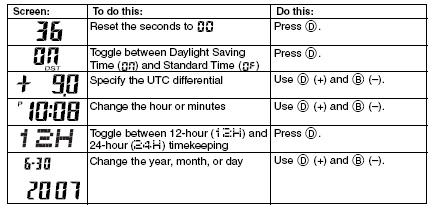 Screen: To do this: Do this:
36 Reset the seconds to 00 Press Ⓓ.
On DST Toggle between Daylight Saving Time (On) and Standard Time (OF) Press Ⓓ.
+ 9.0 Specify the UTC differential Use Ⓓ (+) and Ⓑ (–).
P 10:08 Change the hour or minutes Use Ⓓ (+) and Ⓑ (–).
12H Toggle between 12-hour (12H) and 24-hour (24H) timekeeping Press Ⓓ.
6-30 2007 Change the year, month, or day Use Ⓓ (+) and Ⓑ (–).